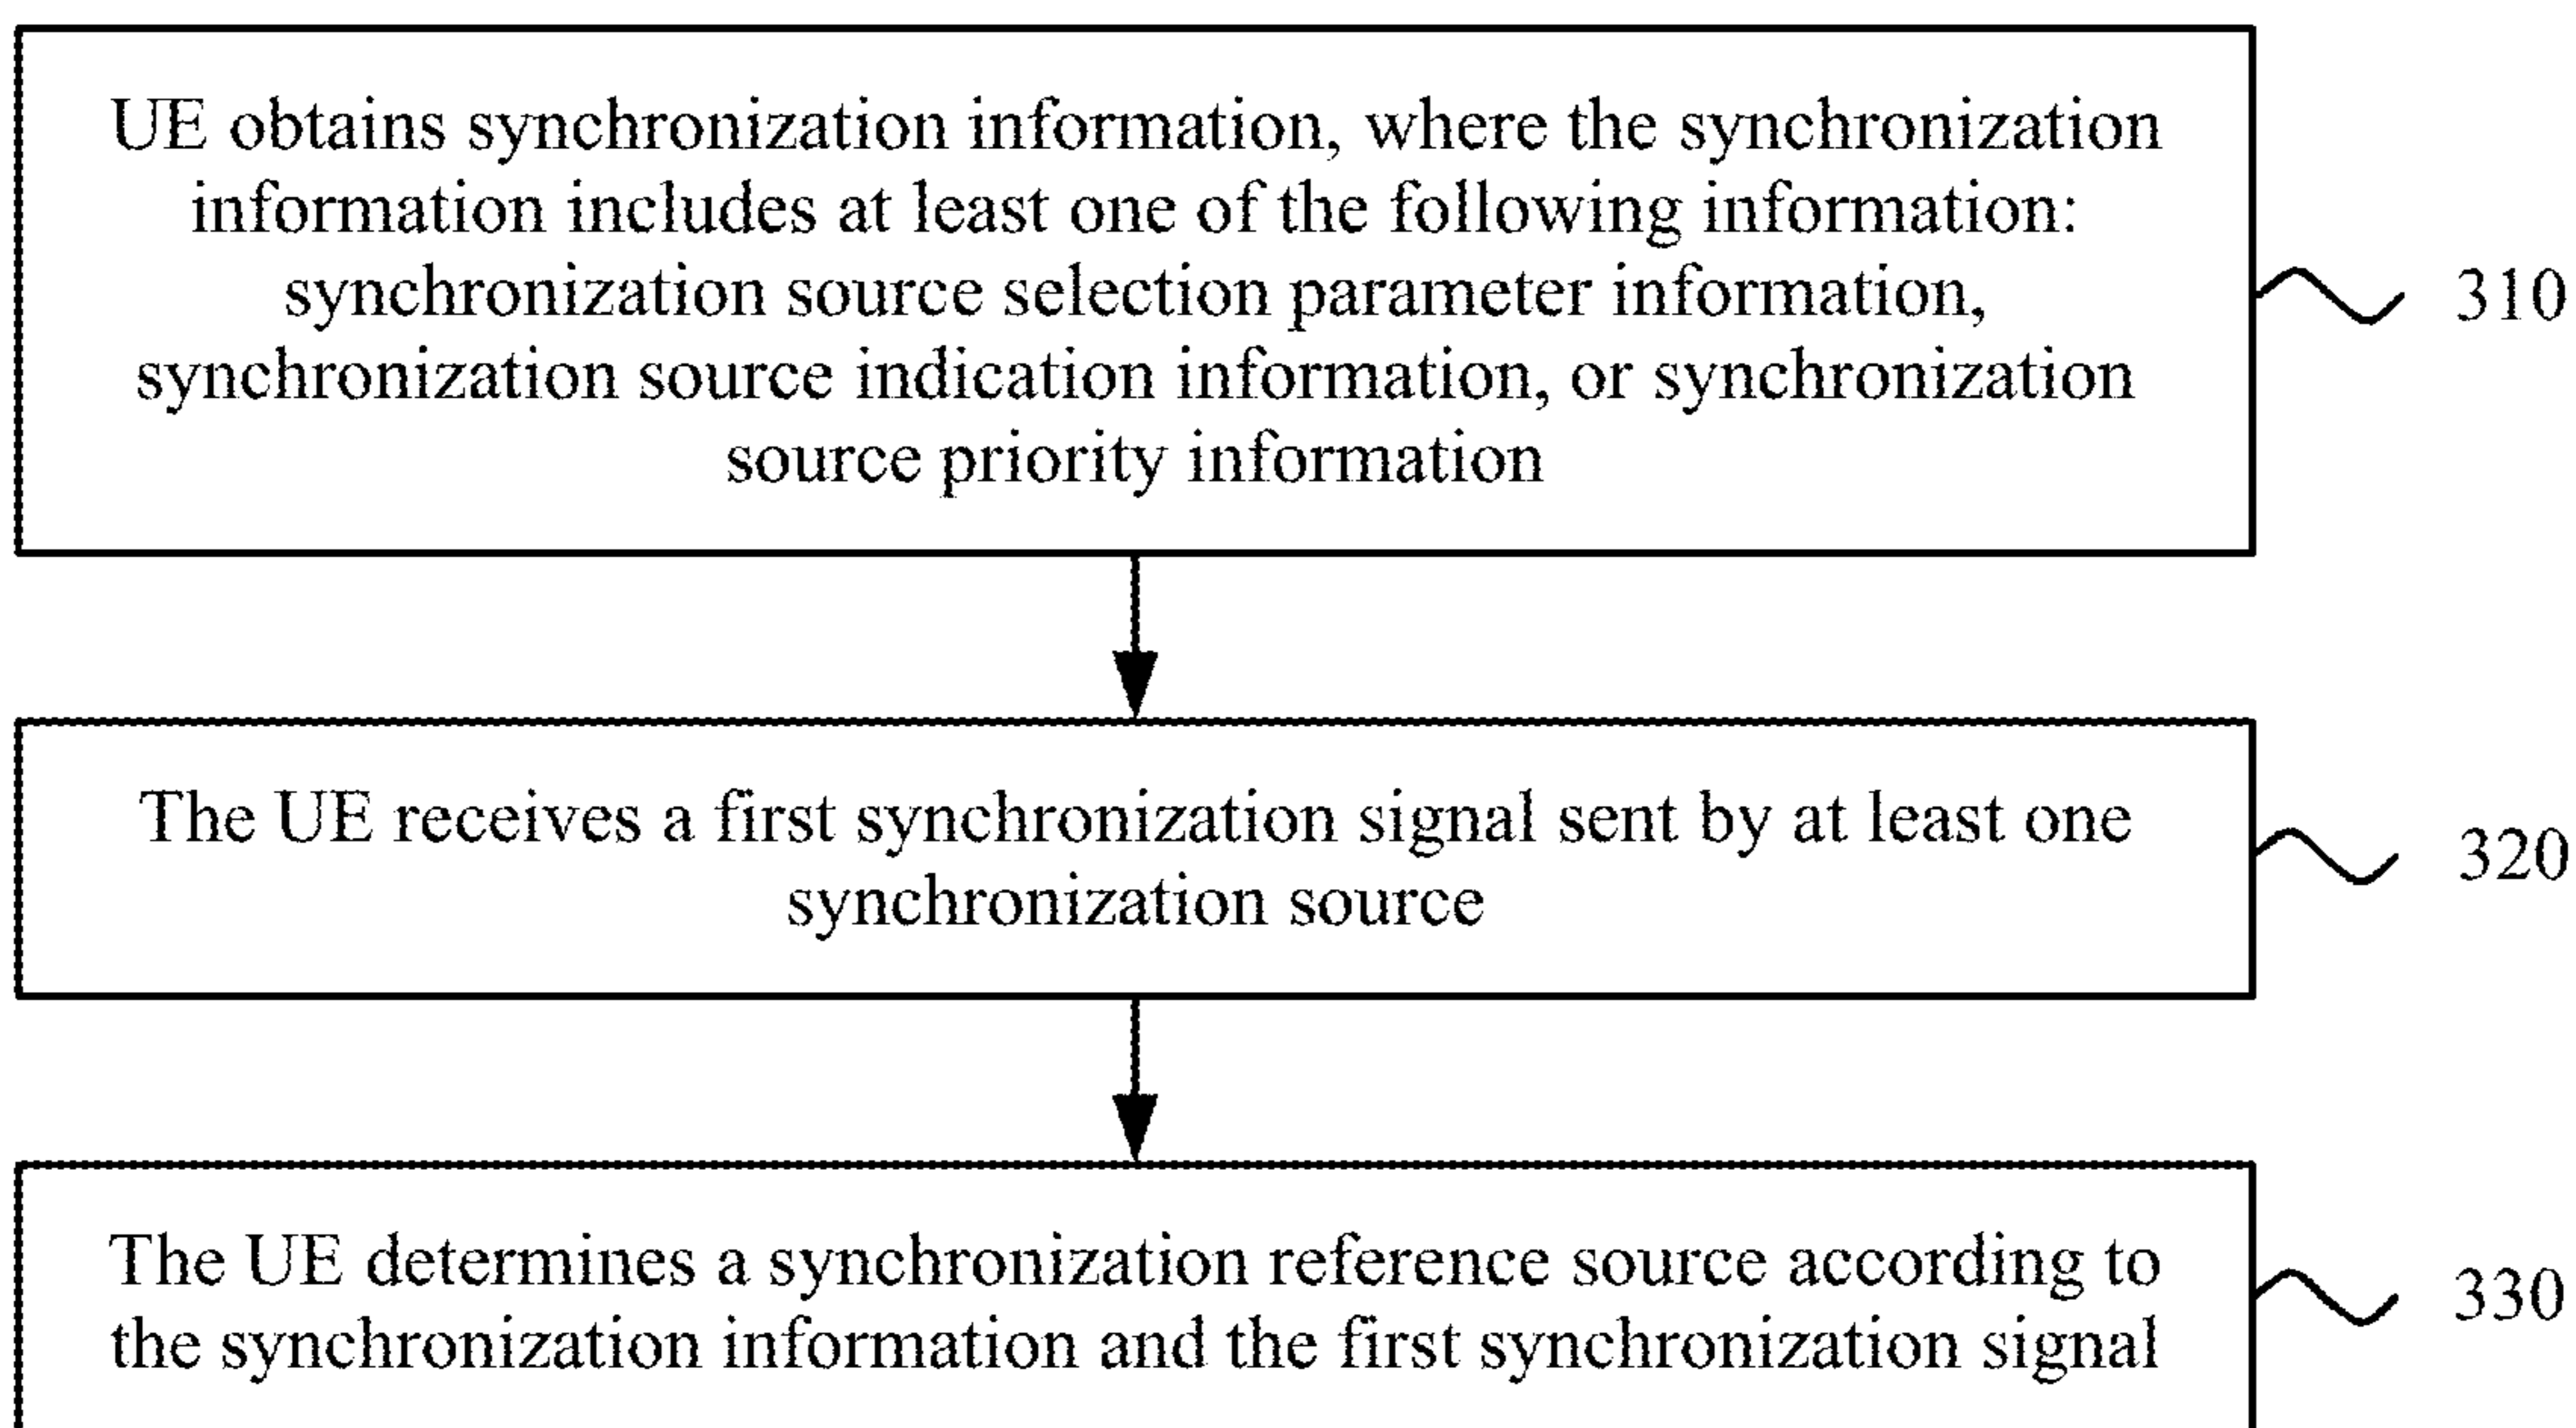 UE obtains synchronization information, where the synchronization
information includes at least one of the following information:
synchronization source selection parameter information,
synchronization source indication information, or synchronization
source priority information
310
The UE receives a first synchronization signal sent by at least one
synchronization source
320
The UE determines a synchronization reference source according to
the synchronization information and the first synchronization signal
330